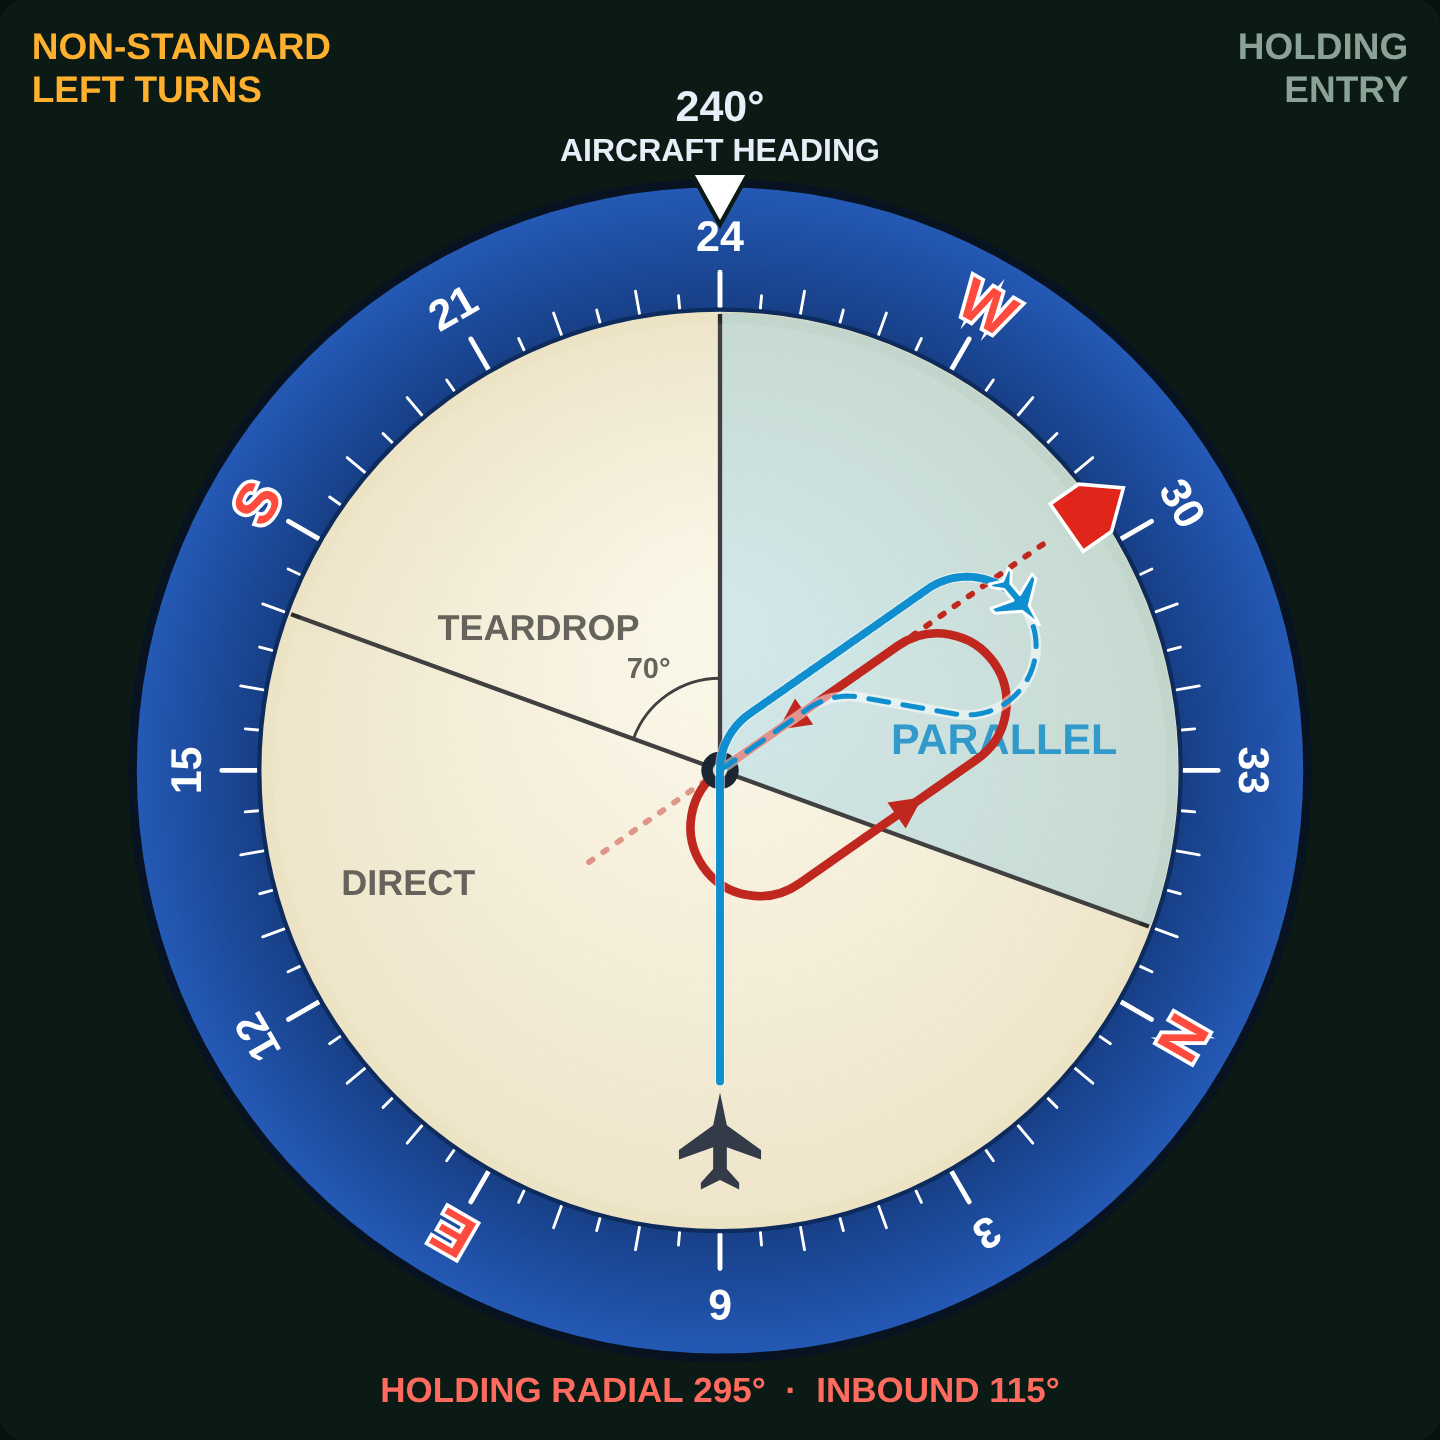 NON-STANDARD
LEFT TURNS
HOLDING
ENTRY
240°
AIRCRAFT HEADING
24
21
W
S
30
TEARDROP
70°
PARALLEL
15
33
DIRECT
12
N
E
3
6
HOLDING RADIAL 295° · INBOUND 115°